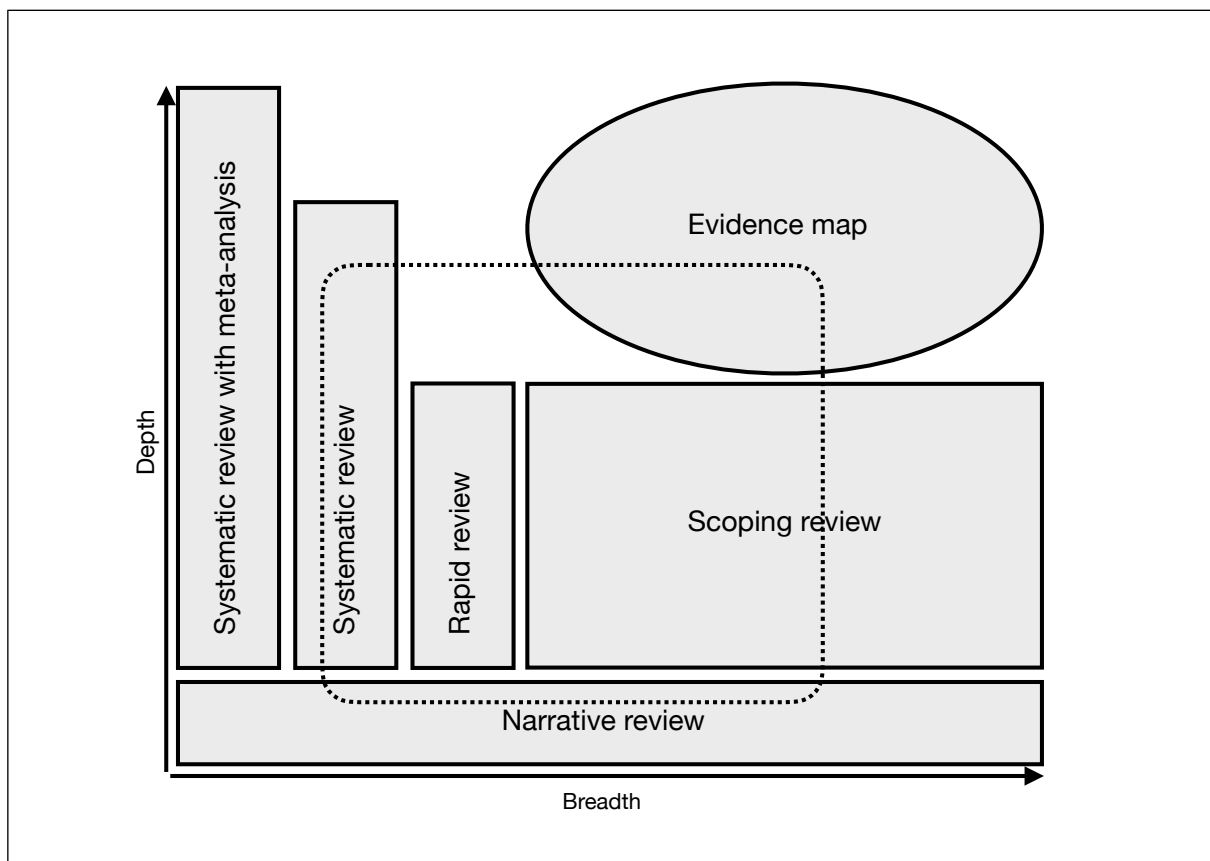 Depth
Systematic review with meta-analysis
Systematic review
Rapid review
Evidence map
Scoping review
Narrative review
Breadth